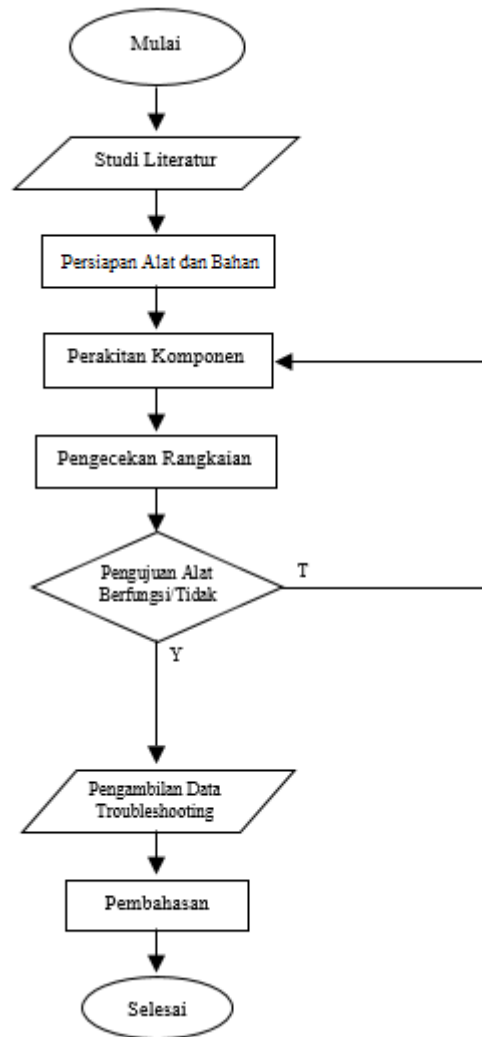 Mulai
Studi Literatur
Persiapan Alat dan Bahan
Perakitan Komponen
Pengecekan Rangkaian
Pengujuan Alat
Berfungsi/Tidak
T
Y
Pengambilan Data
Troubleshooting
Pembahasan
Selesai